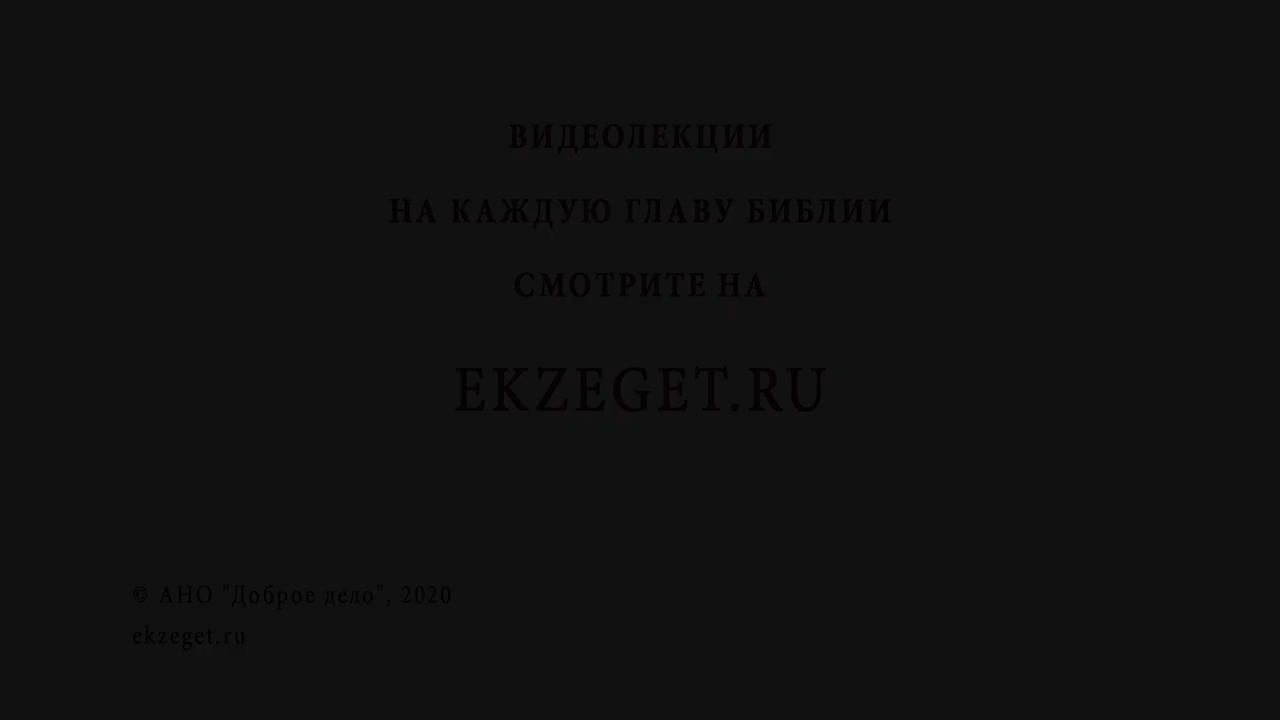 ВИДЕОЛЕКЦИИ
НА КАЖДУЮ ГЛАВУ БИБЛИИ
СМОТРИТЕ НА
EKZEGET.RU
© АНО "Доброе дело", 2020
ekzeget.ru